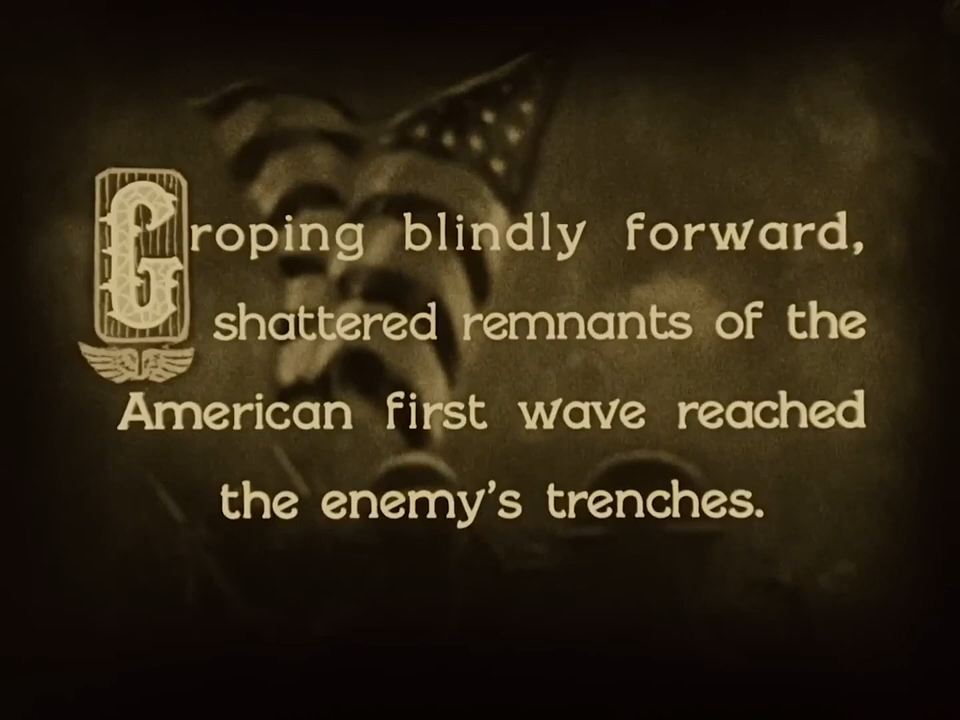 Groping blindly forward,
shattered remnants of the
American first wave reached
the enemy's trenches.